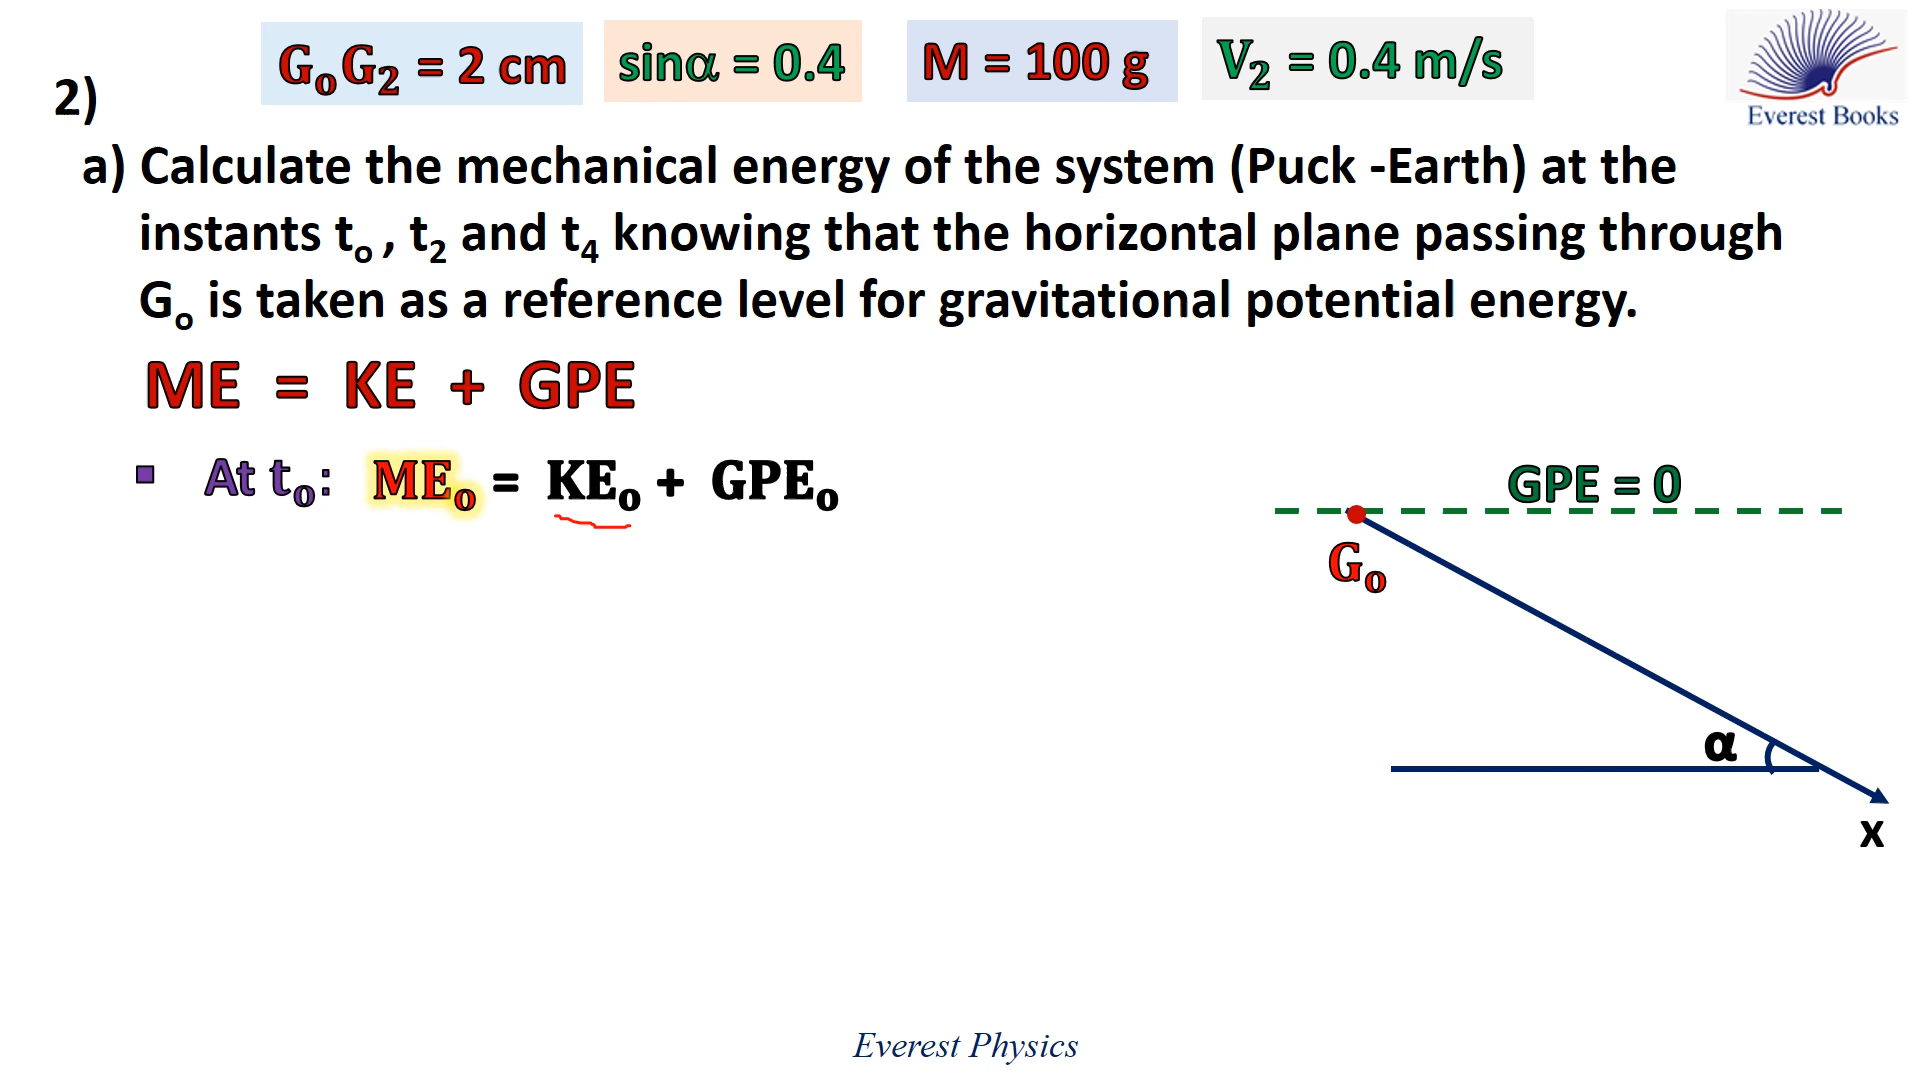 G₀G₂ = 2 cm
sinα = 0.4
M = 100 g
V₂ = 0.4 m/s
Everest Books
2)
a) Calculate the mechanical energy of the system (Puck -Earth) at the
instants t₀ , t₂ and t₄ knowing that the horizontal plane passing through
G₀ is taken as a reference level for gravitational potential energy.
ME = KE + GPE
▪ At t₀: ME₀ = KE₀ + GPE₀
GPE = 0
G₀
α
x
Everest Physics